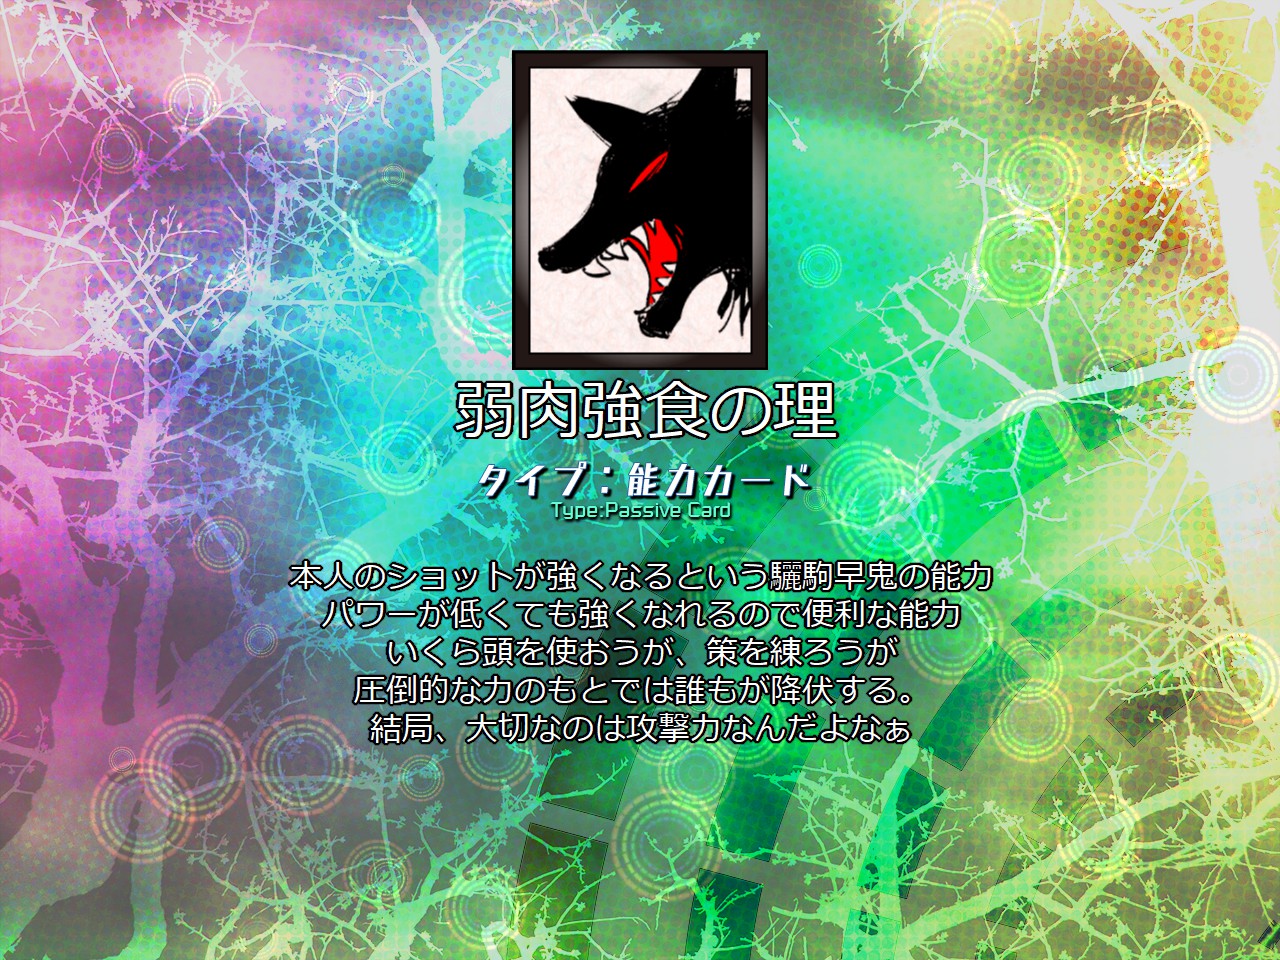 弱肉強食の理
タイプ：能力カード
Type:Passive Card
本人のショットが強くなるという驪駒早鬼の能力
パワーが低くても強くなれるので便利な能力
いくら頭を使おうが、策を練ろうが
圧倒的な力のもとでは誰もが降伏する。
結局、大切なのは攻撃力なんだよなぁ